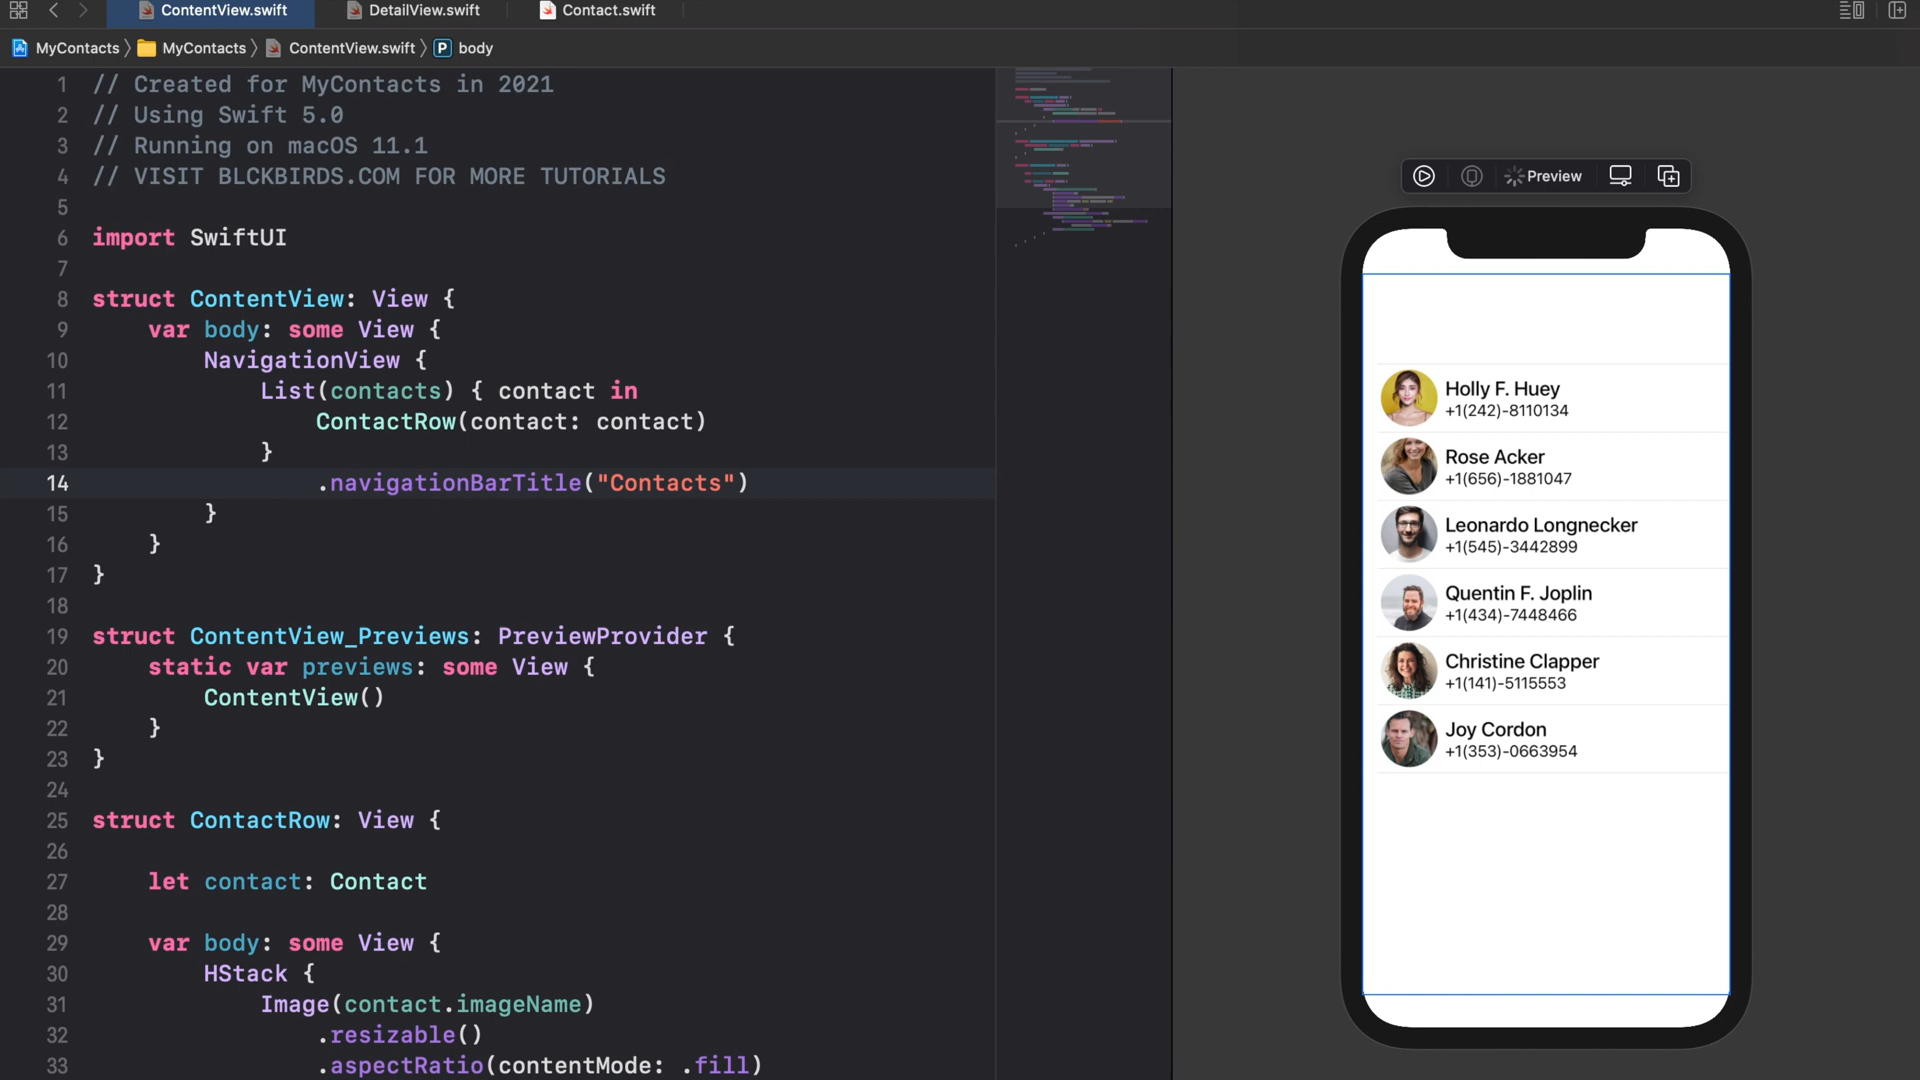 ContentView.swift
DetailView.swift
Contact.swift
MyContacts 〉 MyContacts 〉 ContentView.swift 〉 P body
1 // Created for MyContacts in 2021
2 // Using Swift 5.0
3 // Running on macOS 11.1
4 // VISIT BLCKBIRDS.COM FOR MORE TUTORIALS
5
6 import SwiftUI
7
8 struct ContentView: View {
9 var body: some View {
10 NavigationView {
11 List(contacts) { contact in
12 ContactRow(contact: contact)
13 }
14 .navigationBarTitle("Contacts")
15 }
16 }
17 }
18
19 struct ContentView_Previews: PreviewProvider {
20 static var previews: some View {
21 ContentView()
22 }
23 }
24
25 struct ContactRow: View {
26
27 let contact: Contact
28
29 var body: some View {
30 HStack {
31 Image(contact.imageName)
32 .resizable()
33 .aspectRatio(contentMode: .fill)
Preview
Holly F. Huey
+1(242)-8110134
Rose Acker
+1(656)-1881047
Leonardo Longnecker
+1(545)-3442899
Quentin F. Joplin
+1(434)-7448466
Christine Clapper
+1(141)-5115553
Joy Cordon
+1(353)-0663954